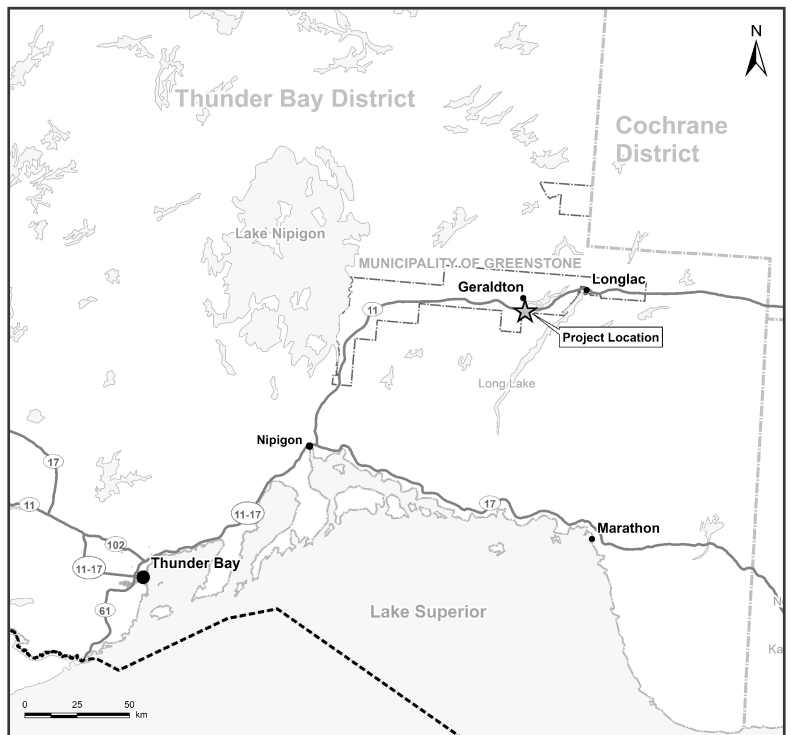 N
Thunder Bay District
Cochrane
District
Lake Nipigon
MUNICIPALITY OF GREENSTONE
Geraldton
Longlac
11
Project Location
Long Lake
Nipigon
17
11
11-17
17
102
Marathon
11-17
Thunder Bay
61
Lake Superior
N
Ka
0 25 50
km